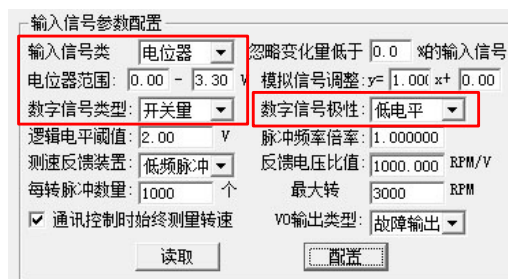 输入信号参数配置
输入信号类 电位器 忽略变化量低于 0.0 %的输入信号
电位器范围: 0.00 - 3.30 V 模拟信号调整:y= 1.00( x+ 0.00
数字信号类型: 开关量 数字信号极性: 低电平
逻辑电平阈值: 2.00 V 脉冲频率倍率: 1.000000
测速反馈装置: 低频脉冲 反馈电压比值: 1000.000 RPM/V
每转脉冲数量: 1000 个 最大转 3000 RPM
通讯控制时始终测量转速 VO输出类型: 故障输出
读取 配置